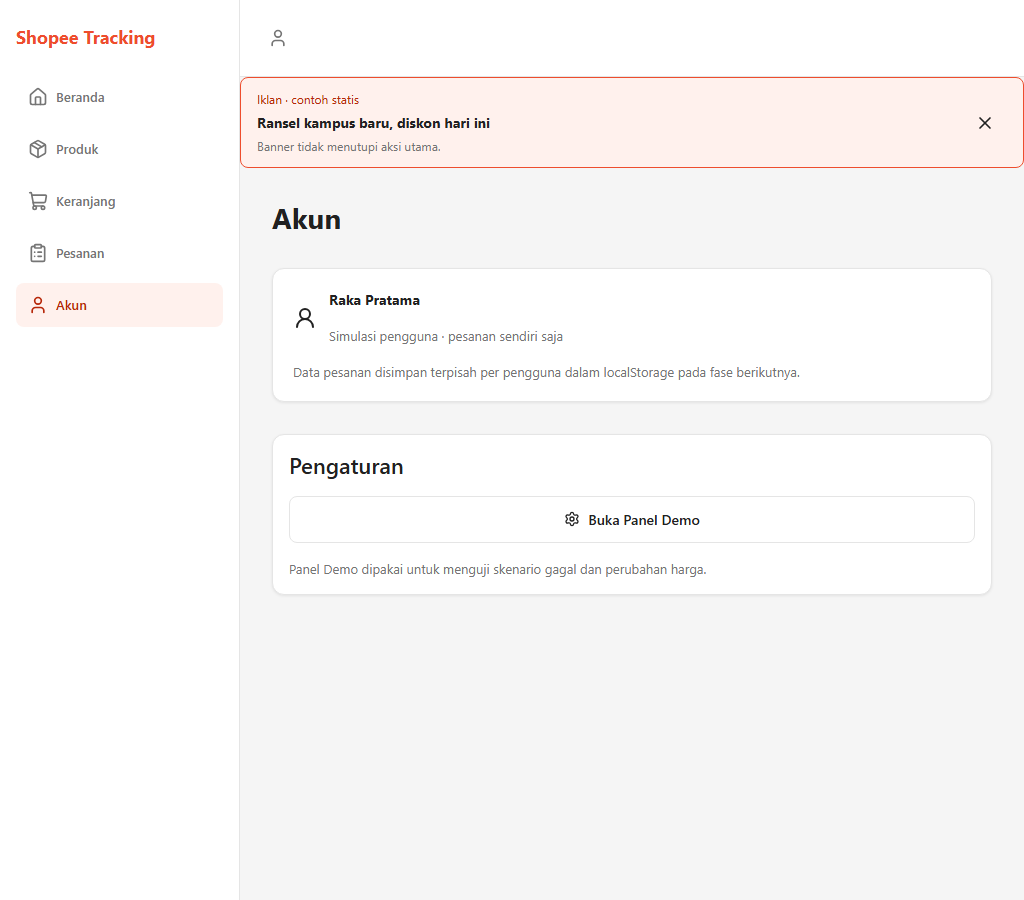 Shopee Tracking
Beranda
Produk
Keranjang
Pesanan
Akun
Iklan · contoh statis
Ransel kampus baru, diskon hari ini
Banner tidak menutupi aksi utama.
Akun
Raka Pratama
Simulasi pengguna · pesanan sendiri saja
Data pesanan disimpan terpisah per pengguna dalam localStorage pada fase berikutnya.
Pengaturan
Buka Panel Demo
Panel Demo dipakai untuk menguji skenario gagal dan perubahan harga.